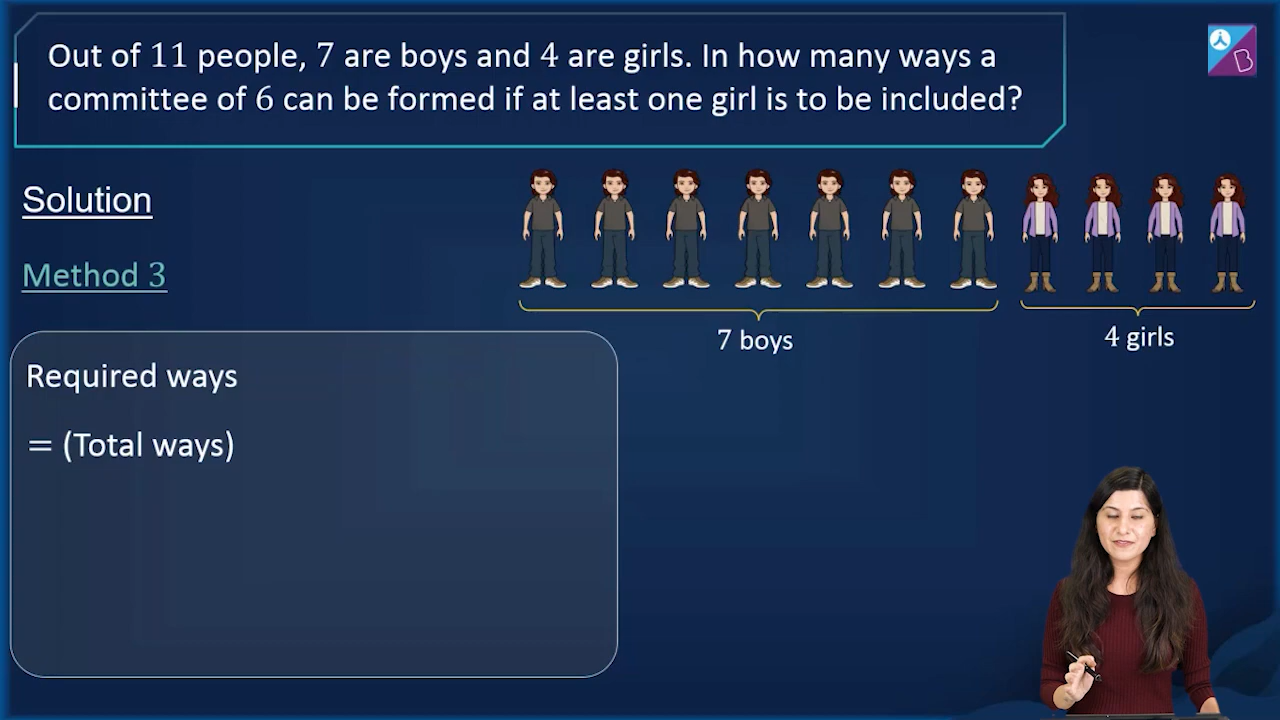 Out of 11 people, 7 are boys and 4 are girls. In how many ways a
committee of 6 can be formed if at least one girl is to be included?
B
Solution
Method 3
7 boys
4 girls
Required ways
= (Total ways)